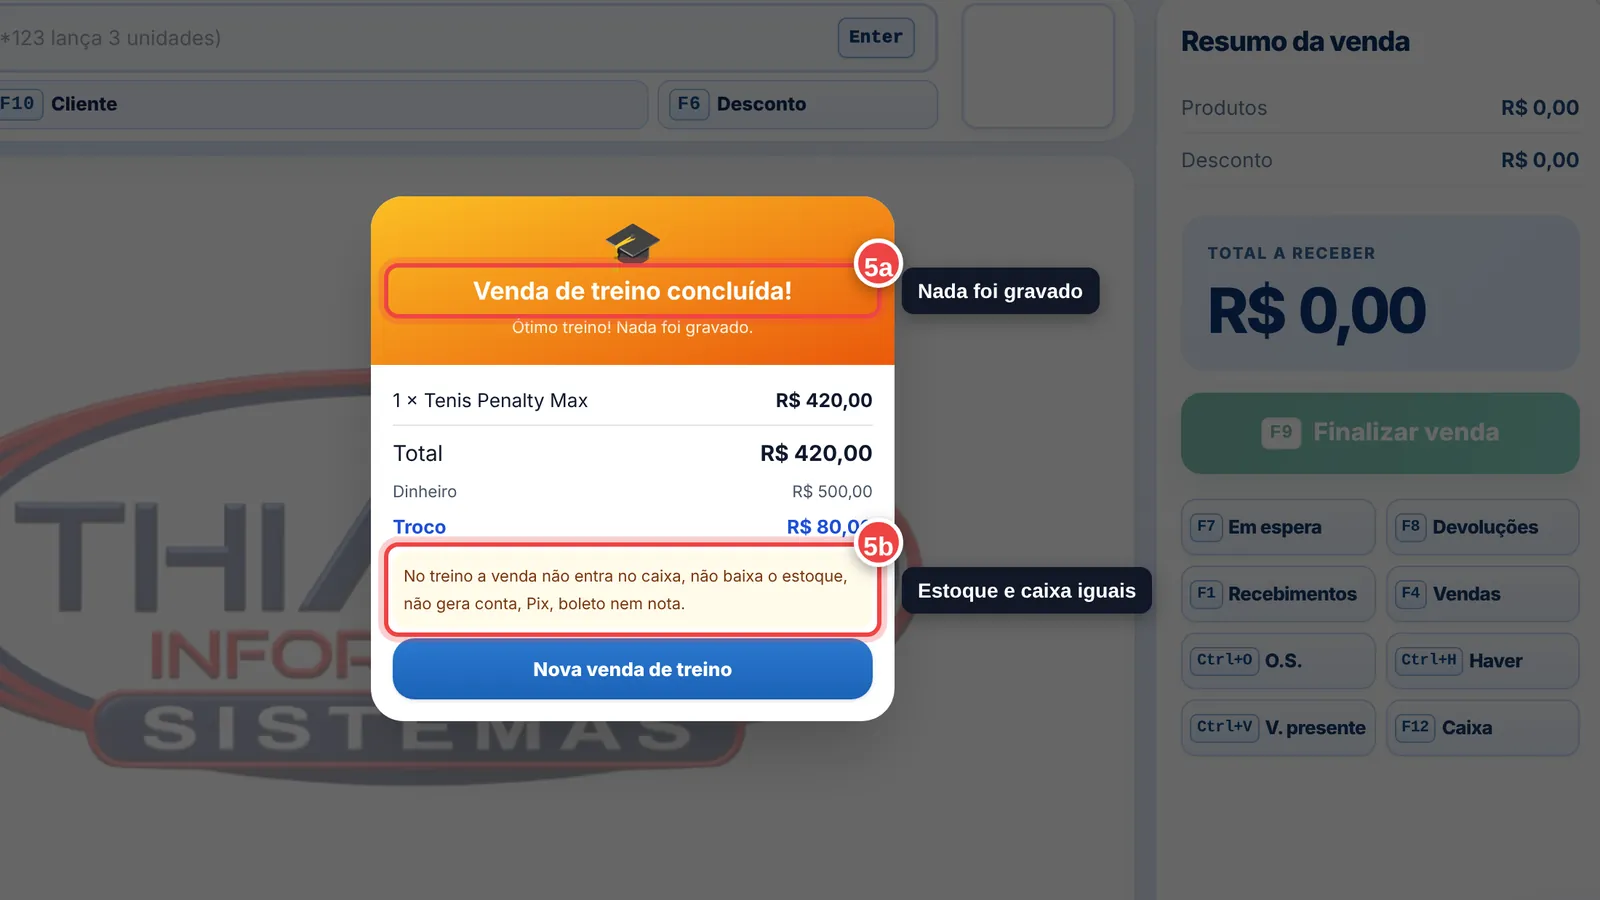 *123 lança 3 unidades)
Enter
F10 Cliente
F6 Desconto
Resumo da venda
Produtos R$ 0,00
Desconto R$ 0,00
TOTAL A RECEBER
R$ 0,00
F9 Finalizar venda
F7 Em espera
F8 Devoluções
F1 Recebimentos
F4 Vendas
Ctrl+O O.S.
Ctrl+H Haver
Ctrl+V V. presente
F12 Caixa
Venda de treino concluída!
5a
Nada foi gravado
Ótimo treino! Nada foi gravado.
1 × Tenis Penalty Max R$ 420,00
Total R$ 420,00
Dinheiro R$ 500,00
Troco R$ 80,00
5b
No treino a venda não entra no caixa, não baixa o estoque,
não gera conta, Pix, boleto nem nota.
Estoque e caixa iguais
Nova venda de treino
SISTEMAS